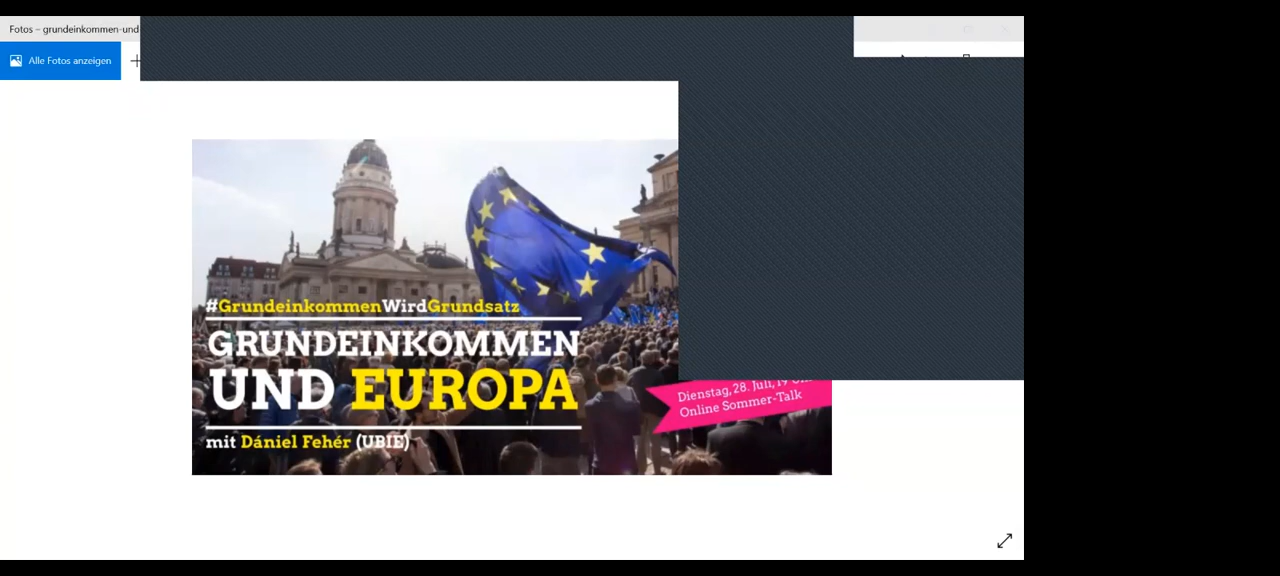 Fotos – grundeinkommen-und
Alle Fotos anzeigen
#GrundeinkommenWirdGrundsatz
GRUNDEINKOMMEN
UND EUROPA
mit Dániel Fehér (UBIE)
Dienstag, 28. Juli, 19
Online Sommer-Talk